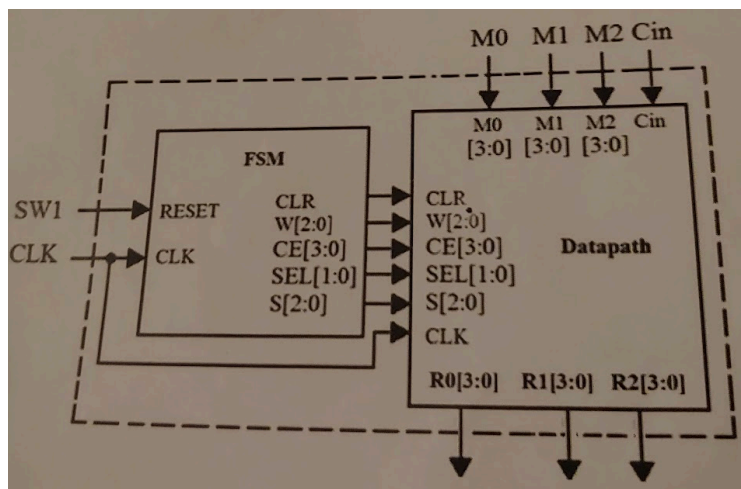 M0 M1 M2 Cin
M0 M1 M2 Cin
[3:0] [3:0] [3:0]
FSM
SW1
RESET
CLK
CLK
CLR
W[2:0]
CE[3:0]
SEL[1:0]
S[2:0]
CLR
W[2:0]
CE[3:0]
SEL[1:0]
S[2:0]
CLK
Datapath
R0[3:0] R1[3:0] R2[3:0]